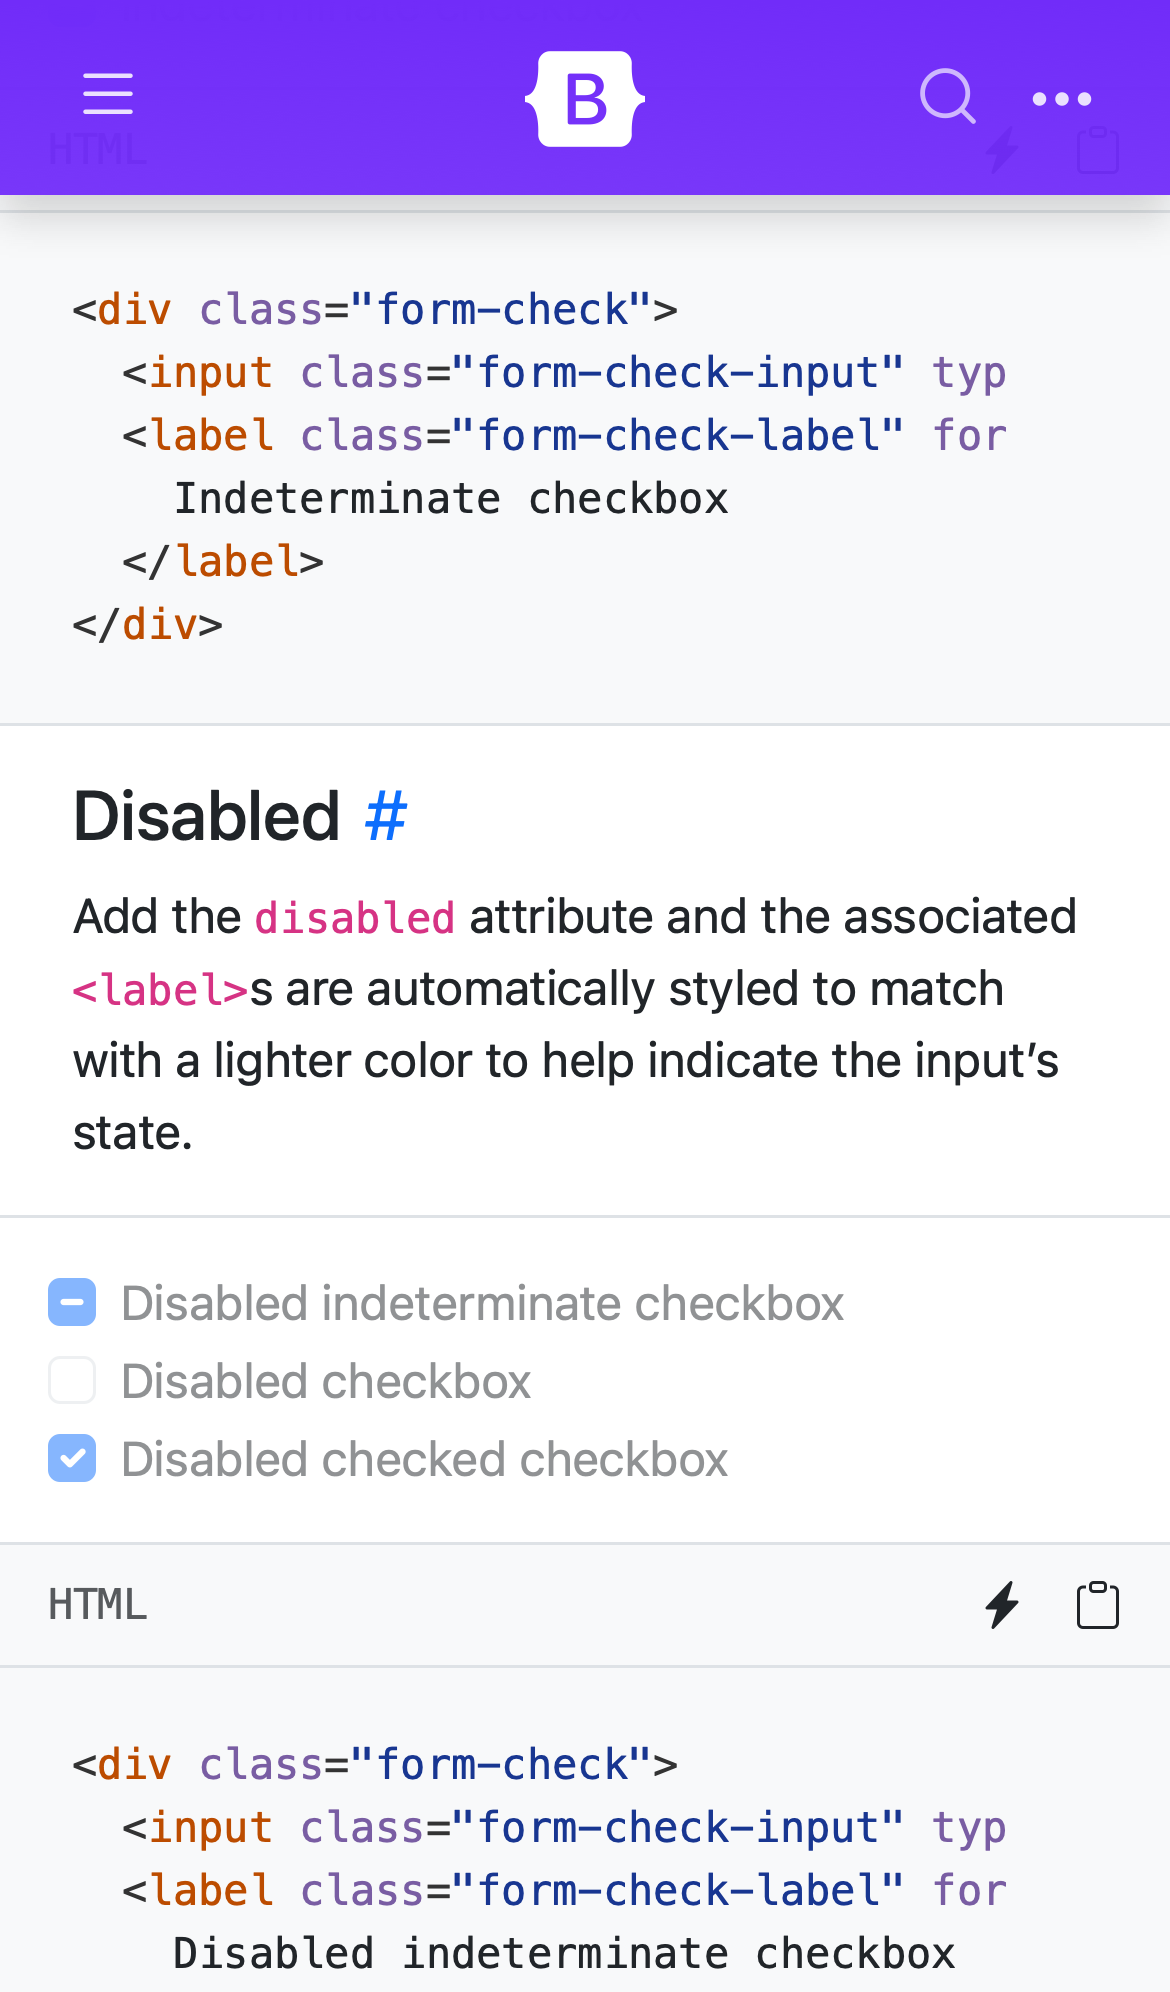 B
HTML
<div class="form-check">
  <input class="form-check-input" typ
  <label class="form-check-label" for
    Indeterminate checkbox
  </label>
</div>
Disabled #
Add the disabled attribute and the associated
<label>s are automatically styled to match
with a lighter color to help indicate the input’s
state.
Disabled indeterminate checkbox
Disabled checkbox
Disabled checked checkbox
HTML
<div class="form-check">
  <input class="form-check-input" typ
  <label class="form-check-label" for
    Disabled indeterminate checkbox